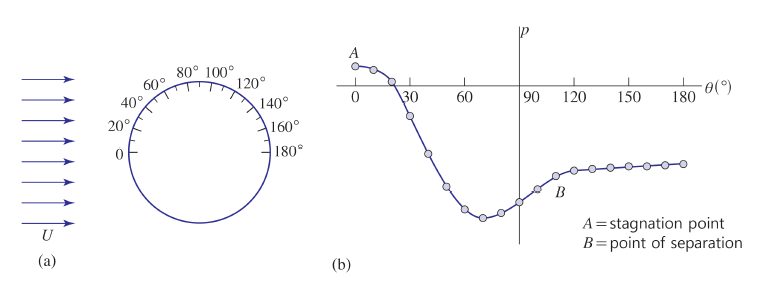 0
20°
40°
60°
80° 100°
120°
140°
160°
180°
U
(a)
p
A
0 30 60 90 120 150 180 θ(°)
B
A=stagnation point
B=point of separation
(b)